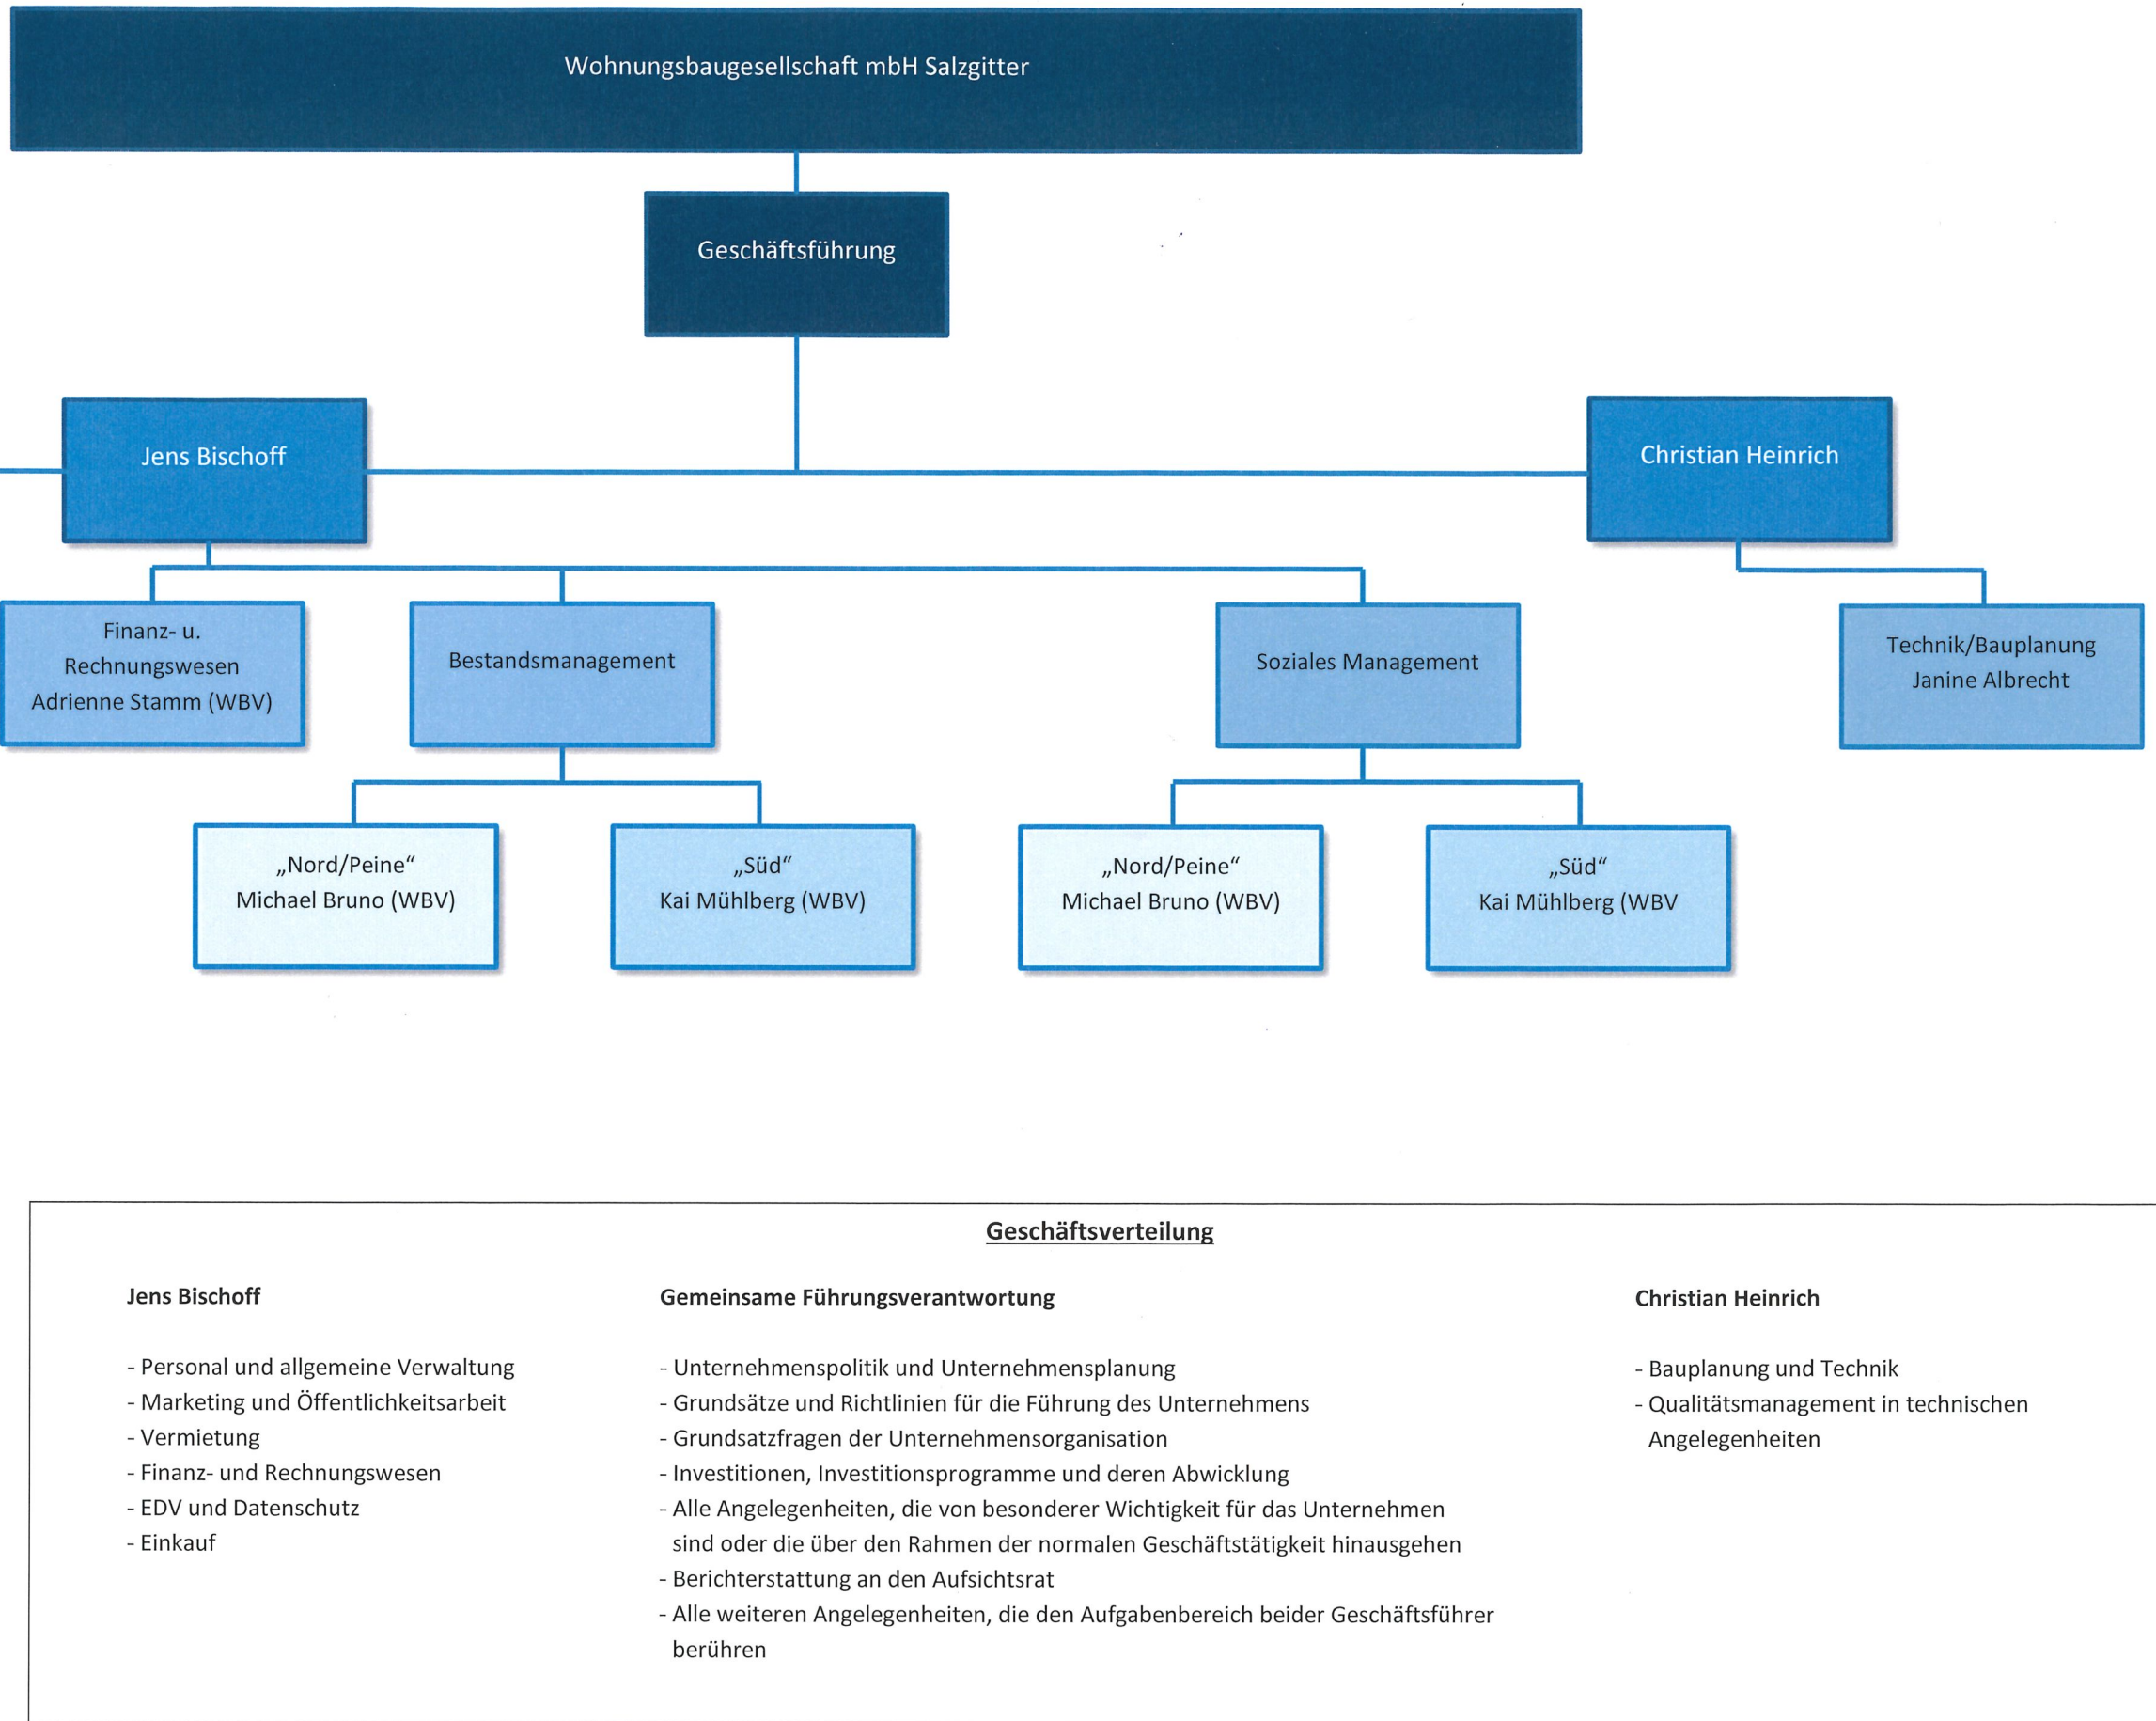 Wohnungsbaugesellschaft mbH Salzgitter
Geschäftsführung
Jens Bischoff
Christian Heinrich
Finanz- u.
Rechnungswesen
Adrienne Stamm (WBV)
Bestandsmanagement
Soziales Management
Technik/Bauplanung
Janine Albrecht
„Nord/Peine“
Michael Bruno (WBV)
„Süd“
Kai Mühlberg (WBV)
„Nord/Peine“
Michael Bruno (WBV)
„Süd“
Kai Mühlberg (WBV
Geschäftsverteilung
Jens Bischoff
- Personal und allgemeine Verwaltung
- Marketing und Öffentlichkeitsarbeit
- Vermietung
- Finanz- und Rechnungswesen
- EDV und Datenschutz
- Einkauf
Gemeinsame Führungsverantwortung
- Unternehmenspolitik und Unternehmensplanung
- Grundsätze und Richtlinien für die Führung des Unternehmens
- Grundsatzfragen der Unternehmensorganisation
- Investitionen, Investitionsprogramme und deren Abwicklung
- Alle Angelegenheiten, die von besonderer Wichtigkeit für das Unternehmen
sind oder die über den Rahmen der normalen Geschäftstätigkeit hinausgehen
- Berichterstattung an den Aufsichtsrat
- Alle weiteren Angelegenheiten, die den Aufgabenbereich beider Geschäftsführer
berühren
Christian Heinrich
- Bauplanung und Technik
- Qualitätsmanagement in technischen
Angelegenheiten